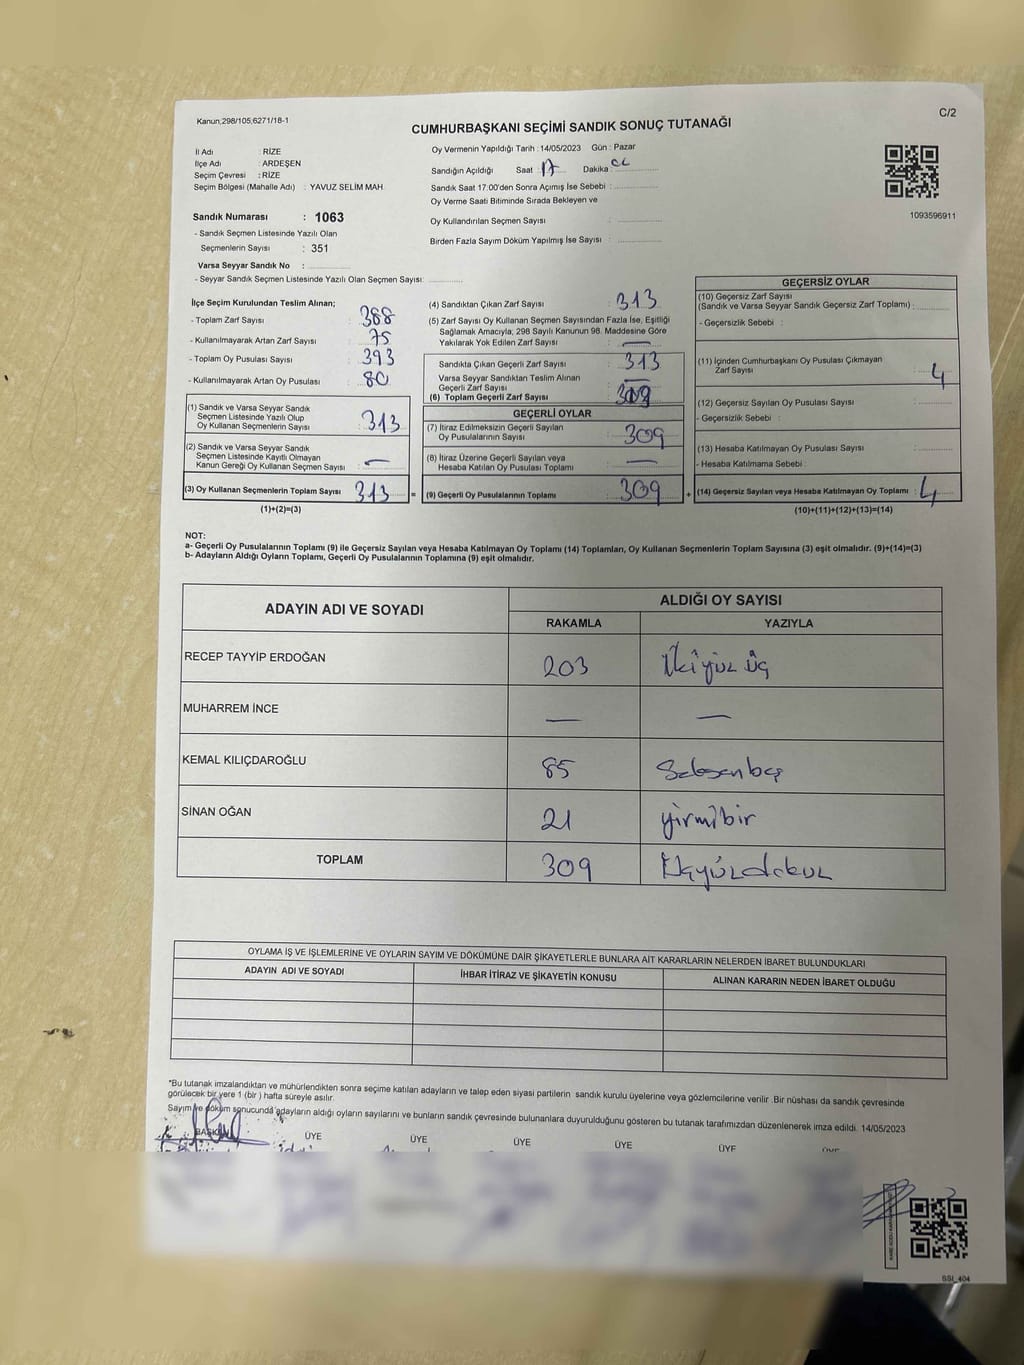 Kanun,298/105,6271/18-1
C/2
CUMHURBAŞKANI SEÇİMİ SANDIK SONUÇ TUTANAĞI
İl Adı : RİZE
İlçe Adı : ARDEŞEN
Seçim Çevresi : RİZE
Seçim Bölgesi (Mahalle Adı) : YAVUZ SELİM MAH.
Sandık Numarası : 1063
- Sandık Seçmen Listesinde Yazılı Olan
Seçmenlerin Sayısı : 351
Varsa Seyyar Sandık No :
- Seyyar Sandık Seçmen Listesinde Yazılı Olan Seçmen Sayısı:
Oy Vermenin Yapıldığı Tarih :14/05/2023 Gün : Pazar
Sandığın Açıldığı Saat 17 Dakika
Sandık Saat 17:00'den Sonra Açımış İse Sebebi :
Oy Verme Saati Bitiminde Sırada Bekleyen ve
Oy Kullandırılan Seçmen Sayısı :
Birden Fazla Sayım Döküm Yapılmış İse Sayısı :
1093596911
İlçe Seçim Kurulundan Teslim Alınan;
- Toplam Zarf Sayısı : 388
- Kullanılmayarak Artan Zarf Sayısı : 75
- Toplam Oy Pusulası Sayısı : 393
- Kullanılmayarak Artan Oy Pusulası : 80
(1) Sandık ve Varsa Seyyar Sandık
Seçmen Listesinde Yazılı Olup
Oy Kullanan Seçmenlerin Sayısı : 313
(2) Sandık ve Varsa Seyyar Sandık
Seçmen Listesinde Kayıtlı Olmayan
Kanun Gereği Oy Kullanan Seçmen Sayısı : —
(3) Oy Kullanan Seçmenlerin Toplam Sayısı : 313 =
(1)+(2)=(3)
(4) Sandıktan Çıkan Zarf Sayısı : 313
(5) Zarf Sayısı Oy Kullanan Seçmen Sayısından Fazla İse, Eşitliği
Sağlamak Amacıyla; 298 Sayılı Kanunun 98. Maddesine Göre
Yakılarak Yok Edilen Zarf Sayısı : —
Sandıkta Çıkan Geçerli Zarf Sayısı : 313
Varsa Seyyar Sandıktan Teslim Alınan
Geçerli Zarf Sayısı : —
(6) Toplam Geçerli Zarf Sayısı : 309
GEÇERLİ OYLAR
(7) İtiraz Edilmeksizin Geçerli Sayılan
Oy Pusulalarının Sayısı : 309
(8) İtiraz Üzerine Geçerli Sayılan veya
Hesaba Katılan Oy Pusulası Toplamı : —
(9) Geçerli Oy Pusulalarının Toplamı : 309 +
GEÇERSİZ OYLAR
(10) Geçersiz Zarf Sayısı
(Sandık ve Varsa Seyyar Sandık Geçersiz Zarf Toplamı) :
- Geçersizlik Sebebi :
(11) İçinden Cumhurbaşkanı Oy Pusulası Çıkmayan
Zarf Sayısı : 4
(12) Geçersiz Sayılan Oy Pusulası Sayısı :
- Geçersizlik Sebebi :
(13) Hesaba Katılmayan Oy Pusulası Sayısı :
- Hesaba Katılmama Sebebi :
(14) Geçersiz Sayılan veya Hesaba Katılmayan Oy Toplamı : 4
(10)+(11)+(12)+(13)=(14)
NOT:
a- Geçerli Oy Pusulalarının Toplamı (9) ile Geçersiz Sayılan veya Hesaba Katılmayan Oy Toplamı (14) Toplamları, Oy Kullanan Seçmenlerin Toplam Sayısına (3) eşit olmalıdır. (9)+(14)=(3)
b- Adayların Aldığı Oyların Toplamı, Geçerli Oy Pusulalarının Toplamına (9) eşit olmalıdır.
ADAYIN ADI VE SOYADI
ALDIĞI OY SAYISI
RAKAMLA YAZIYLA
RECEP TAYYİP ERDOĞAN 203 İkiyüz üç
MUHARREM İNCE — —
KEMAL KILIÇDAROĞLU 85 Seksenbeş
SİNAN OĞAN 21 yirmibir
TOPLAM 309 Üçyüzdokuz
OYLAMA İŞ VE İŞLEMLERİNE VE OYLARIN SAYIM VE DÖKÜMÜNE DAİR ŞİKAYETLERLE BUNLARA AİT KARARLARIN NELERDEN İBARET BULUNDUKLARI
ADAYIN ADI VE SOYADI İHBAR İTİRAZ VE ŞİKAYETİN KONUSU ALINAN KARARIN NEDEN İBARET OLDUĞU
*Bu tutanak imzalandıktan ve mühürlendikten sonra seçime katılan adayların ve talep eden siyasi partilerin sandık kurulu üyelerine veya gözlemcilerine verilir .Bir nüshası da sandık çevresinde
görülecek bir yere 1 (bir ) hafta süreyle asılır.
Sayım ve döküm sonucunda adayların aldığı oyların sayılarını ve bunların sandık çevresinde bulunanlara duyurulduğunu gösteren bu tutanak tarafımızdan düzenlenerek imza edildi. 14/05/2023
BAŞKAN ÜYE ÜYE ÜYE ÜYE ÜYE ÜYE
SSI_404